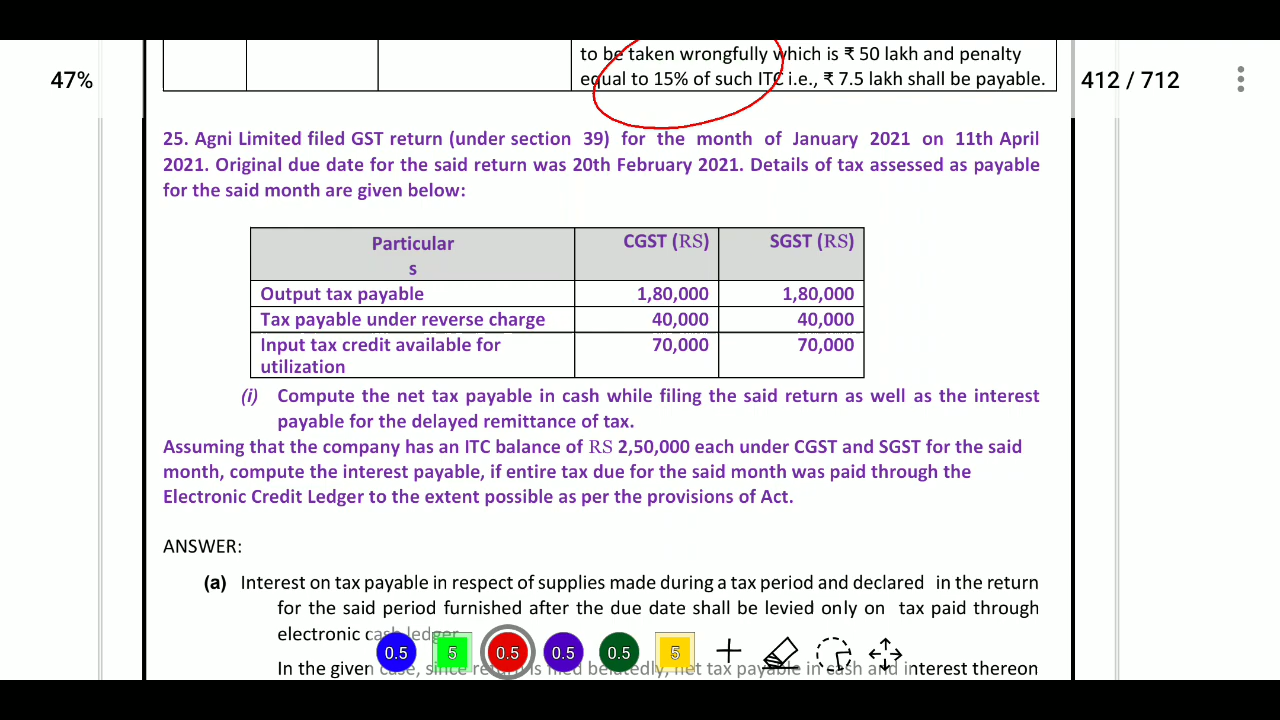 to be taken wrongfully which is ₹ 50 lakh and penalty
equal to 15% of such ITC i.e., ₹ 7.5 lakh shall be payable.
47%
412 / 712
25. Agni Limited filed GST return (under section 39) for the month of January 2021 on 11th April
2021. Original due date for the said return was 20th February 2021. Details of tax assessed as payable
for the said month are given below:
Particular
s
CGST (RS)
SGST (RS)
Output tax payable 1,80,000 1,80,000
Tax payable under reverse charge 40,000 40,000
Input tax credit available for 70,000 70,000
utilization
(i) Compute the net tax payable in cash while filing the said return as well as the interest
payable for the delayed remittance of tax.
Assuming that the company has an ITC balance of RS 2,50,000 each under CGST and SGST for the said
month, compute the interest payable, if entire tax due for the said month was paid through the
Electronic Credit Ledger to the extent possible as per the provisions of Act.
ANSWER:
(a) Interest on tax payable in respect of supplies made during a tax period and declared in the return
for the said period furnished after the due date shall be levied only on tax paid through
electronic cash ledger.
0.5 5 0.5 0.5 0.5 5
In the given case, since return is filed belatedly, net tax payable in cash and interest thereon